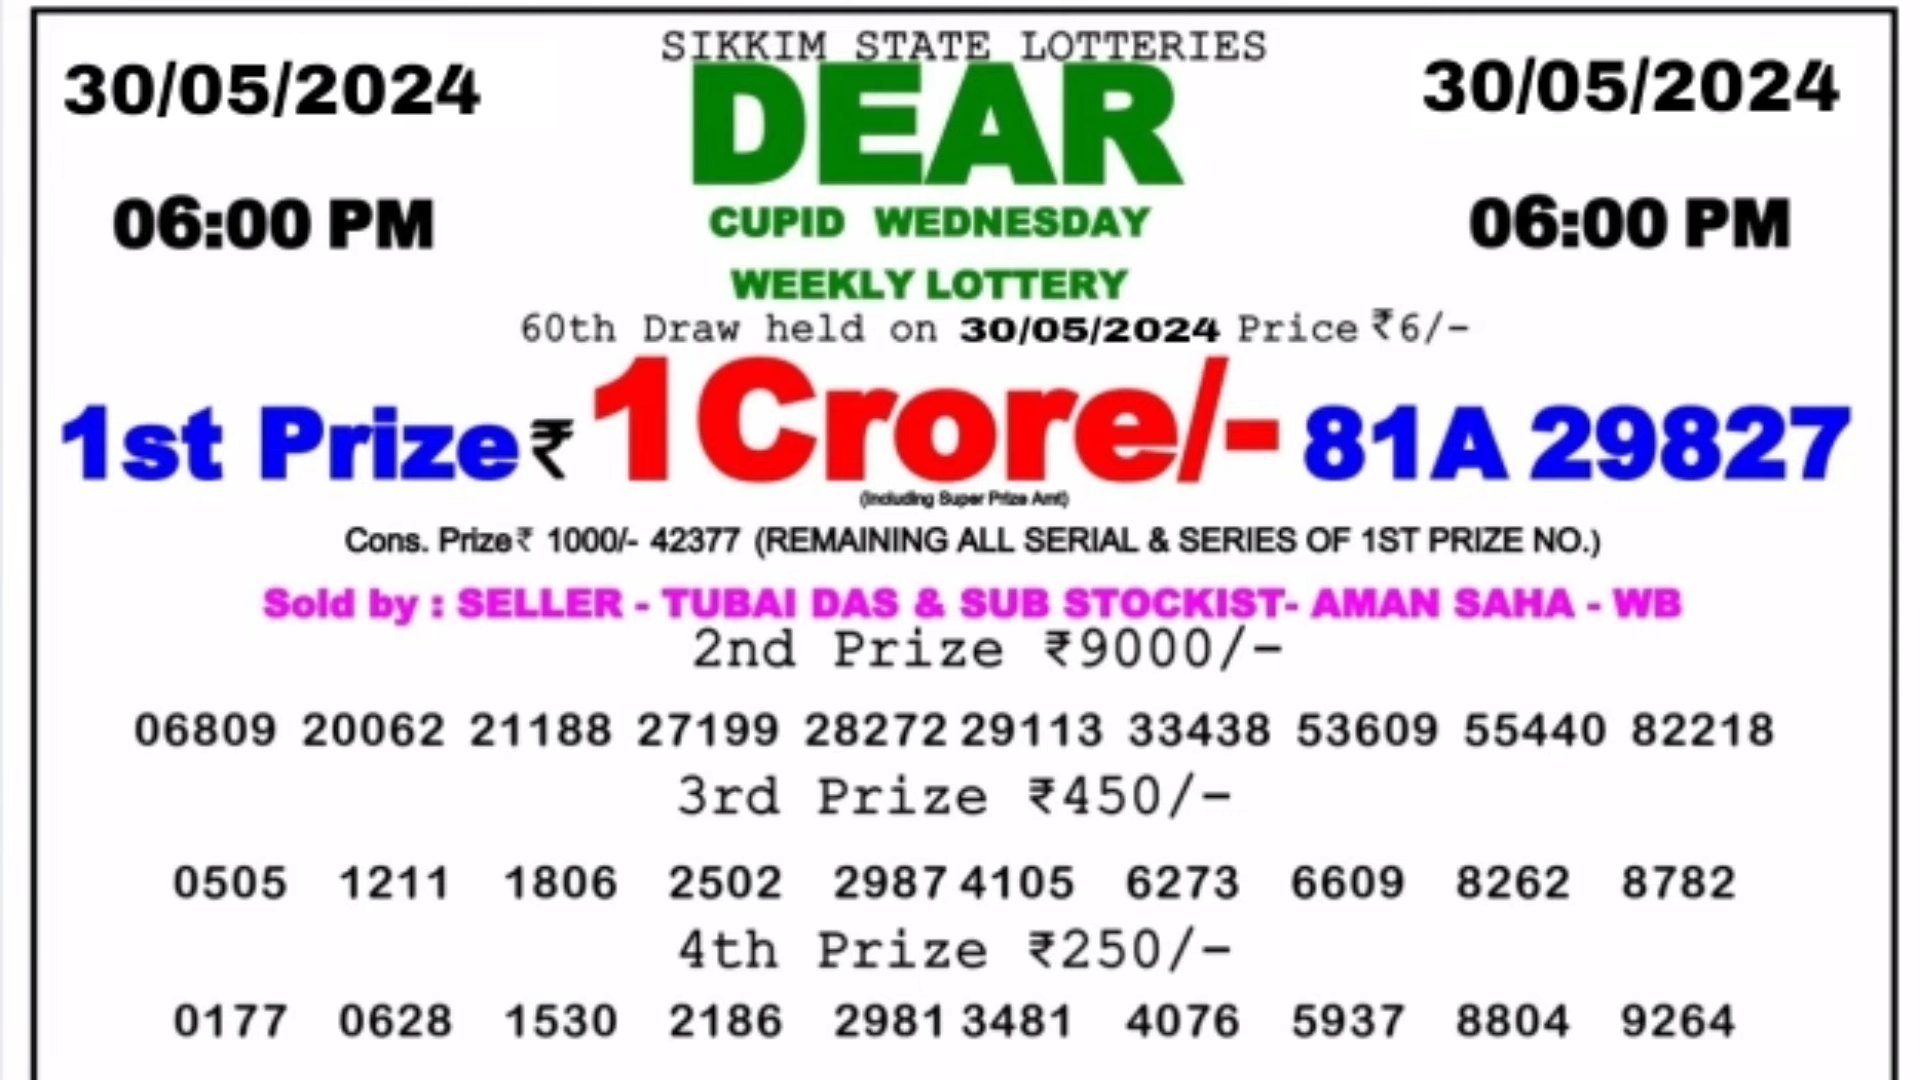 SIKKIM STATE LOTTERIES
30/05/2024 DEAR 30/05/2024
06:00 PM CUPID WEDNESDAY 06:00 PM
WEEKLY LOTTERY
60th Draw held on 30/05/2024 Price ₹6/-
1st Prize ₹ 1Crore/- 81A 29827
(Including Super Prize Amt)
Cons. Prize ₹ 1000/- 42377 (REMAINING ALL SERIAL & SERIES OF 1ST PRIZE NO.)
Sold by : SELLER - TUBAI DAS & SUB STOCKIST- AMAN SAHA - WB
2nd Prize ₹9000/-
06809 20062 21188 27199 28272 29113 33438 53609 55440 82218
3rd Prize ₹450/-
0505 1211 1806 2502 2987 4105 6273 6609 8262 8782
4th Prize ₹250/-
0177 0628 1530 2186 2981 3481 4076 5937 8804 9264